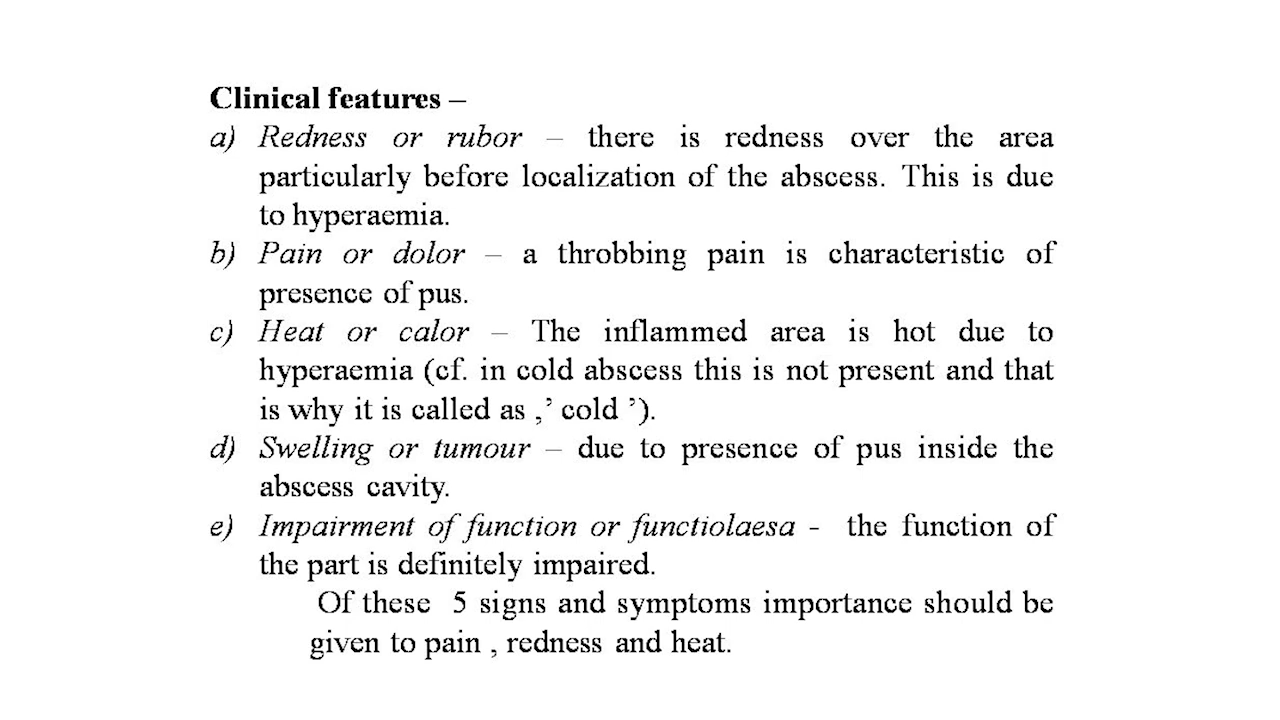 Clinical features –
a) Redness or rubor – there is redness over the area
particularly before localization of the abscess. This is due
to hyperaemia.
b) Pain or dolor – a throbbing pain is characteristic of
presence of pus.
c) Heat or calor – The inflammed area is hot due to
hyperaemia (cf. in cold abscess this is not present and that
is why it is called as ,’ cold ’).
d) Swelling or tumour – due to presence of pus inside the
abscess cavity.
e) Impairment of function or functiolaesa - the function of
the part is definitely impaired.
Of these 5 signs and symptoms importance should be
given to pain , redness and heat.